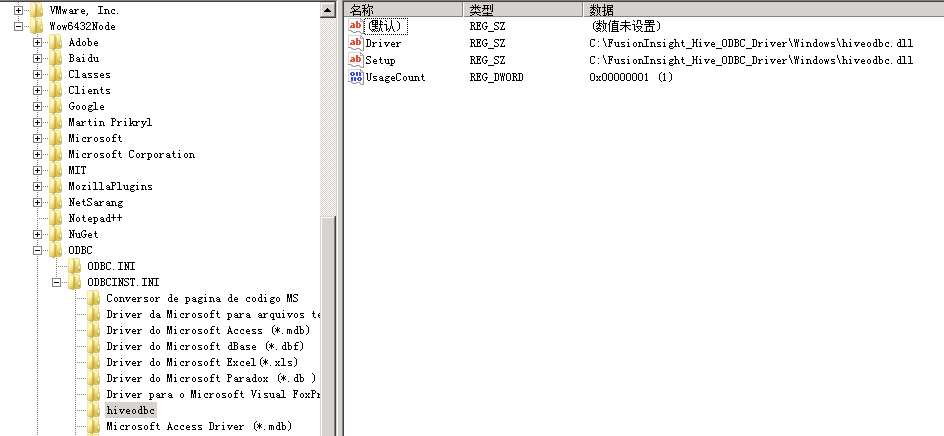 VMware, Inc.
Wow6432Node
Adobe
Baidu
Classes
Clients
Google
Martin Prikryl
Microsoft
Microsoft Corporation
MIT
MozillaPlugins
NetSarang
Notepad++
NuGet
ODBC
ODBC.INI
ODBCINST.INI
Conversor de pagina de codigo MS
Driver da Microsoft para arquivos te
Driver do Microsoft Access (*.mdb)
Driver do Microsoft dBase (*.dbf)
Driver do Microsoft Excel(*.xls)
Driver do Microsoft Paradox (*.db )
Driver para o Microsoft Visual FoxPr
hiveodbc
Microsoft Access Driver (*.mdb)
名称 类型 数据
(默认) REG_SZ (数值未设置)
Driver REG_SZ C:\FusionInsight_Hive_ODBC_Driver\Windows\hiveodbc.dll
Setup REG_SZ C:\FusionInsight_Hive_ODBC_Driver\Windows\hiveodbc.dll
UsageCount REG_DWORD 0x00000001 (1)